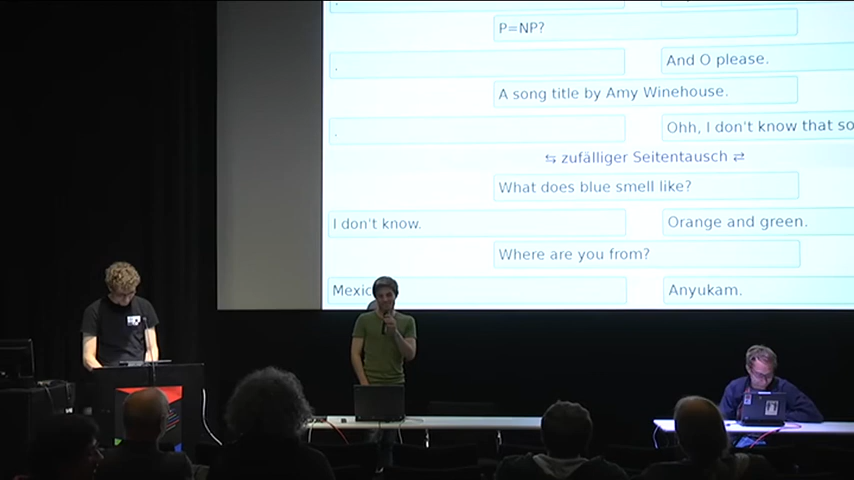 P=NP?
.
And O please.
A song title by Amy Winehouse.
.
Ohh, I don't know that so
⇆ zufälliger Seitentausch ⇄
What does blue smell like?
I don't know.
Orange and green.
Where are you from?
Mexic
Anyukam.